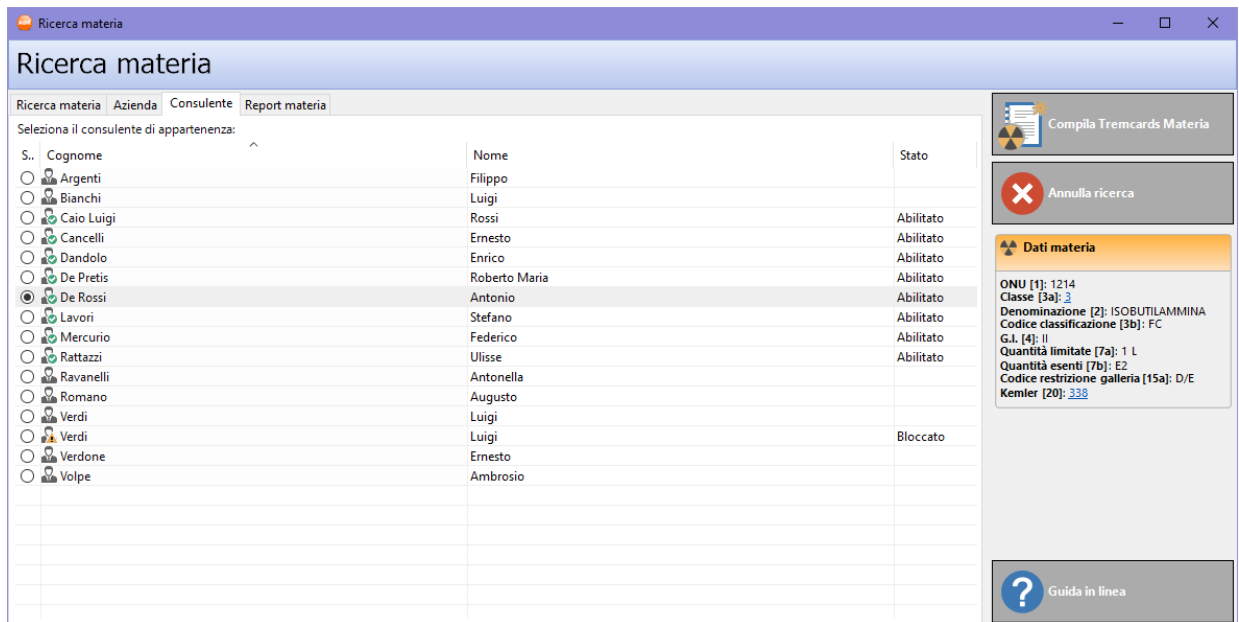 Ricerca materia
Ricerca materia
Ricerca materia Azienda Consulente Report materia
Seleziona il consulente di appartenenza:
S.. Cognome Nome Stato
Argenti Filippo
Bianchi Luigi
Caio Luigi Rossi Abilitato
Cancelli Ernesto Abilitato
Dandolo Enrico Abilitato
De Pretis Roberto Maria Abilitato
De Rossi Antonio Abilitato
Lavori Stefano Abilitato
Mercurio Federico Abilitato
Rattazzi Ulisse Abilitato
Ravanelli Antonella
Romano Augusto
Verdi Luigi
Verdi Luigi Bloccato
Verdone Ernesto
Volpe Ambrosio
Compila Tremcards Materia
Annulla ricerca
Dati materia
ONU [1]: 1214
Classe [3a]: 3
Denominazione [2]: ISOBUTILAMMINA
Codice classificazione [3b]: FC
G.I. [4]: II
Quantità limitate [7a]: 1 L
Quantità esenti [7b]: E2
Codice restrizione galleria [15a]: D/E
Kemler [20]: 338
Guida in linea